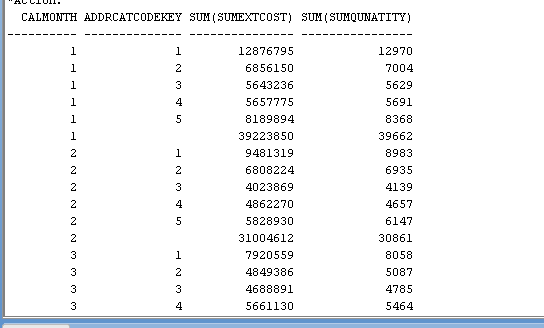 *Action:
CALMONTH ADDRCATCODEKEY SUM(SUMEXTCOST) SUM(SUMQUNATITY)
---------- -------------- --------------- ----------------
1 1 12876795 12970
1 2 6856150 7004
1 3 5643236 5629
1 4 5657775 5691
1 5 8189894 8368
1 39223850 39662
2 1 9481319 8983
2 2 6808224 6935
2 3 4023869 4139
2 4 4862270 4657
2 5 5828930 6147
2 31004612 30861
3 1 7920559 8058
3 2 4849386 5087
3 3 4688891 4785
3 4 5661130 5464